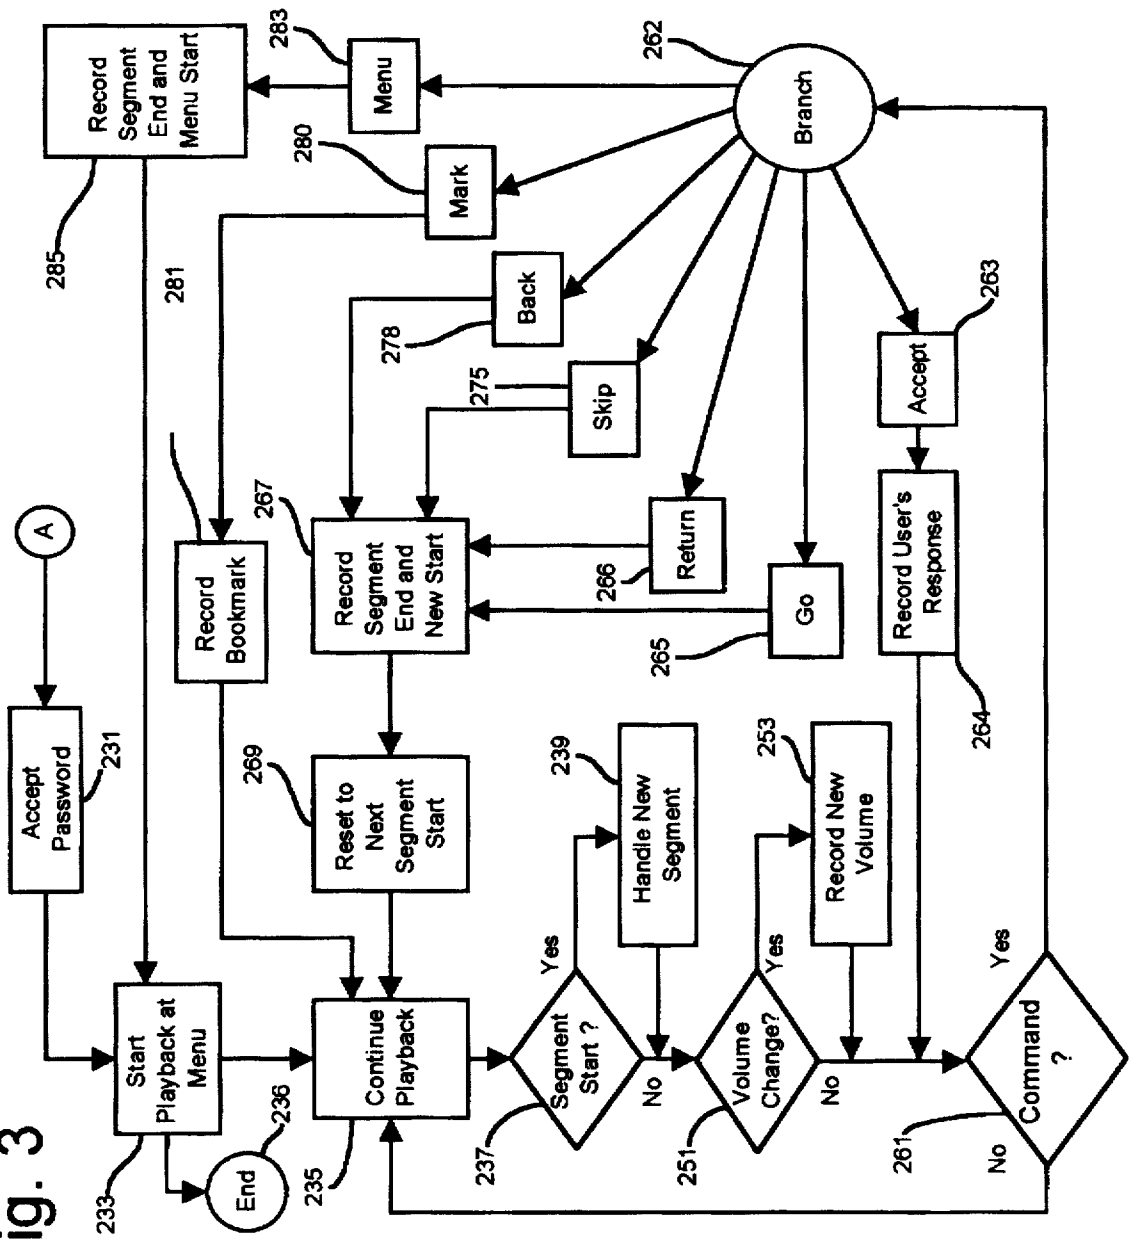 ig. 3
A
Accept
Password
231
Start
Playback at
Menu
233
End
236
Continue
Playback
235
Record
Bookmark
281
Record
Segment
End and
Menu Start
285
Menu
283
Mark
280
Back
278
Skip
275
Return
266
Go
265
Accept
263
Record User's
Response
264
Branch
262
Record
Segment
End and
New Start
267
Reset to
Next
Segment
Start
269
Segment
Start ?
237
Yes
No
Handle New
Segment
239
Volume
Change?
251
Yes
No
Record New
Volume
253
Command
?
261
Yes
No